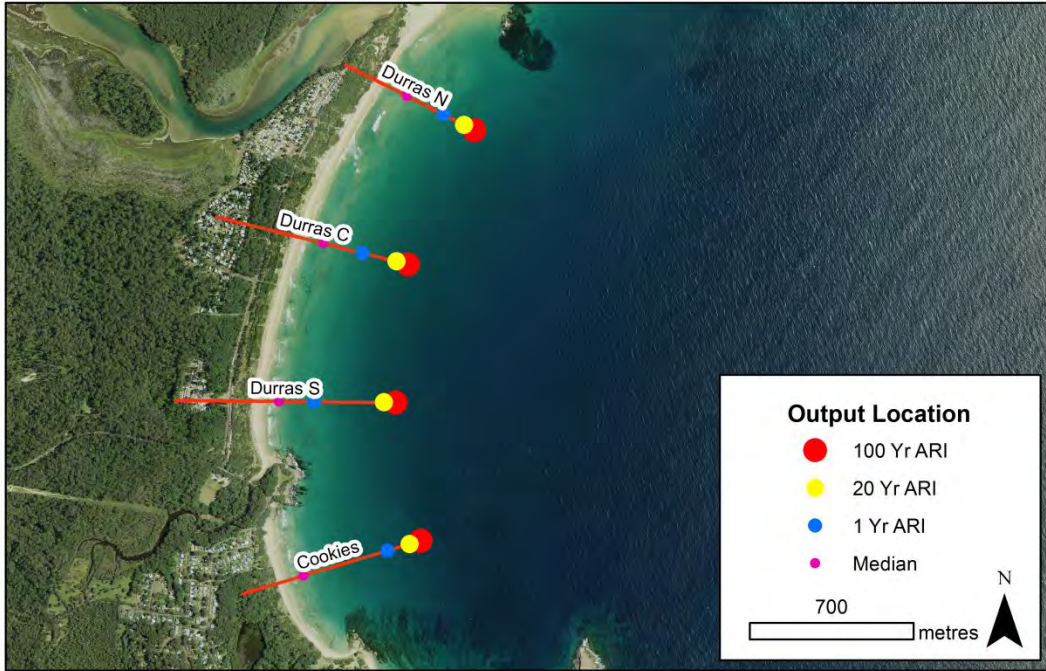 Durras N
Durras C
Durras S
Cookies
Output Location
100 Yr ARI
20 Yr ARI
1 Yr ARI
Median
700
metres
N